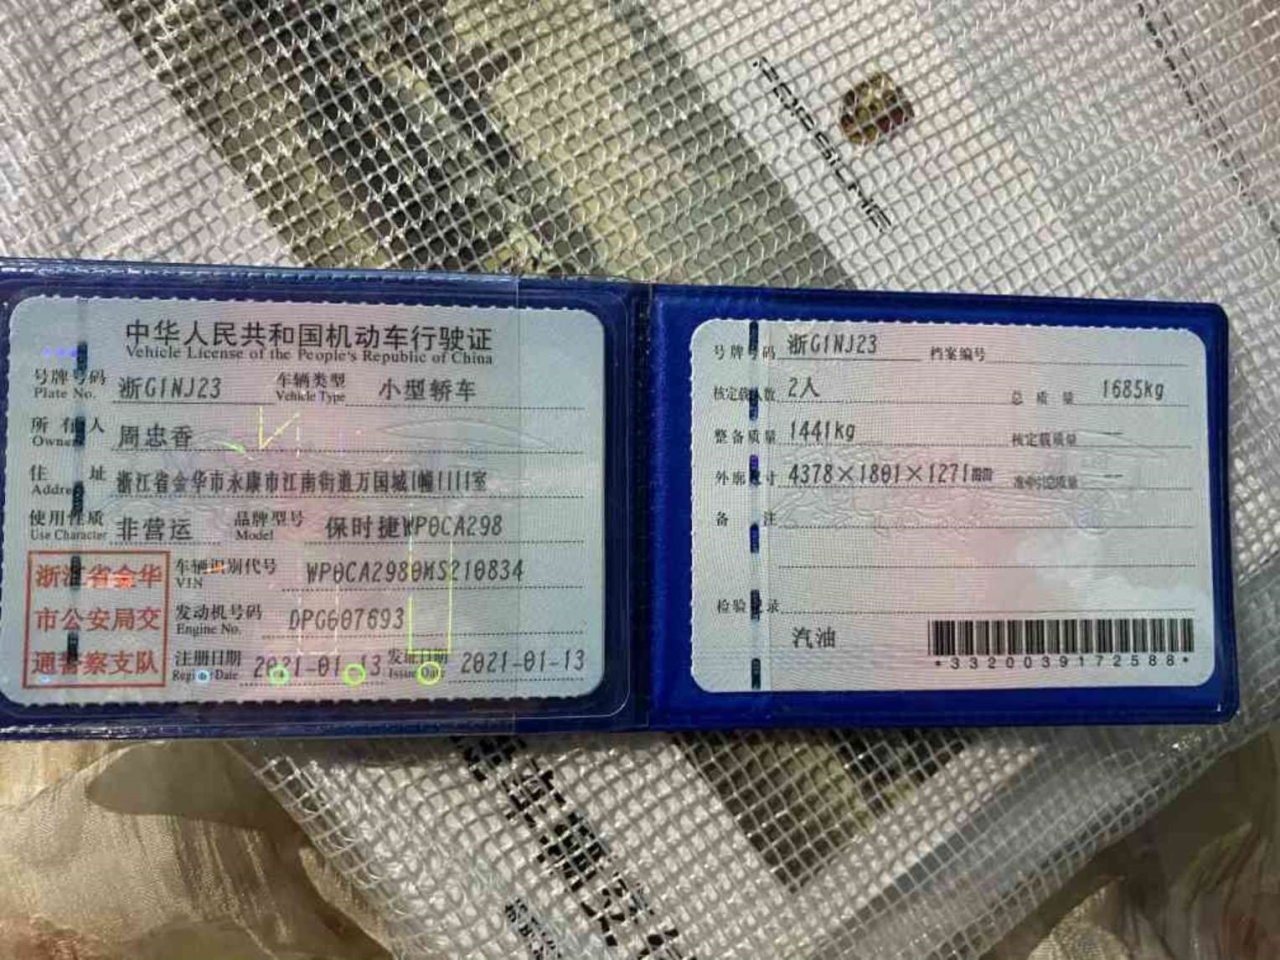 PORSCHE
中华人民共和国机动车行驶证
Vehicle License of the People's Republic of China
号牌号码 浙G1NJ23 车辆类型 小型轿车
Plate No. Vehicle Type
所有人 周忠香
Owner
住址 浙江省金华市永康市江南街道万国城1幢1111室
Address
使用性质 非营运 品牌型号 保时捷WP0CA298
Use Character Model
浙江省金华
市公安局交
通警察支队
车辆识别代号 WP0CA2980MS210834
VIN
发动机号码 DPG607693
Engine No.
注册日期 2021-01-13 发证日期 2021-01-13
Register Date Issue Date
号牌号码 浙G1NJ23 档案编号
核定载人数 2人 总质量 1685kg
整备质量 1441kg 核定载质量 --
外廓尺寸 4378×1801×1271mm 准牵引总质量 --
备注
检验记录
汽油
*3320039172588*